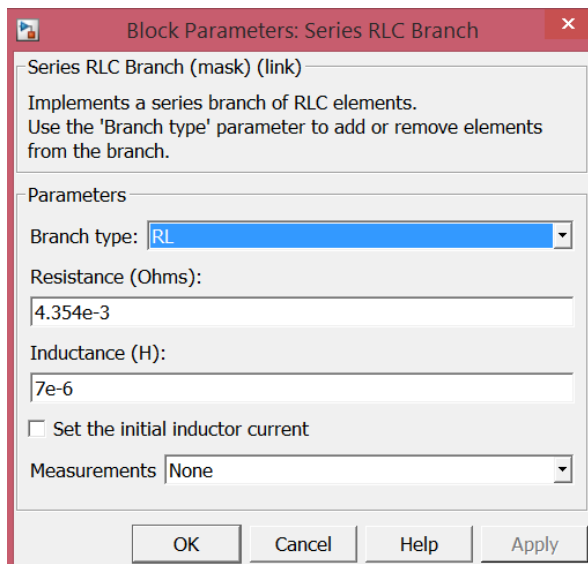 Block Parameters: Series RLC Branch
Series RLC Branch (mask) (link)
Implements a series branch of RLC elements.
Use the 'Branch type' parameter to add or remove elements
from the branch.
Parameters
Branch type: RL
Resistance (Ohms):
4.354e-3
Inductance (H):
7e-6
Set the initial inductor current
Measurements None
OK Cancel Help Apply